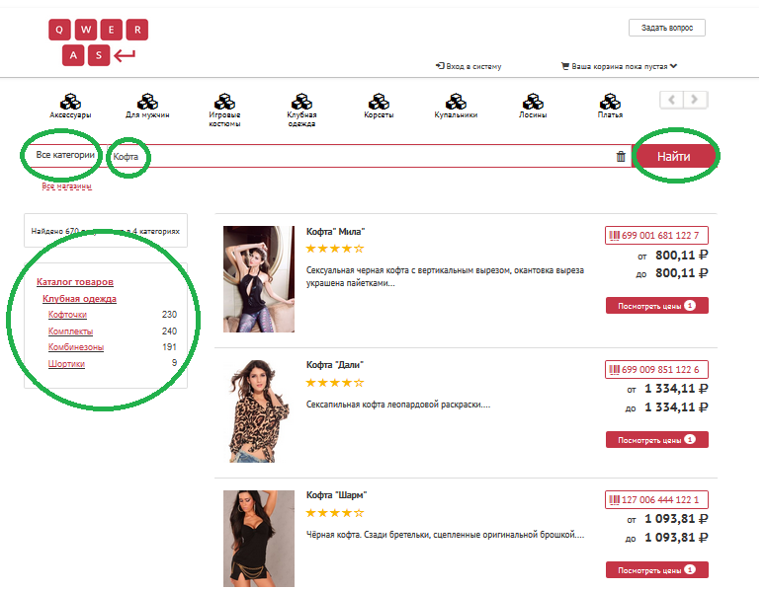 Q W E R
A S
Задать вопрос
Вход в систему
Ваша корзина пока пустая
Аксессуары
Для мужчин
Игровые
костюмы
Клубная
одежда
Корсеты
Купальники
Лосины
Платья
Все категории
Кофта
Найти
Все магазины
Найдено 670 в 4 категориях
Каталог товаров
Клубная одежда
Кофточки 230
Комплекты 240
Комбинезоны 191
Шортики 9
Кофта" Мила"
Сексуальная черная кофта с вертикальным вырезом, окантовка выреза
украшена пайетками...
699 001 681 122 7
от 800,11 ₽
до 800,11 ₽
Посмотреть цены 1
Кофта "Дали"
Сексапильная кофта леопардовой раскраски....
699 009 851 122 6
от 1 334,11 ₽
до 1 334,11 ₽
Посмотреть цены 1
Кофта "Шарм"
Чёрная кофта. Сзади бретельки, сцепленные оригинальной брошкой....
127 006 444 122 1
от 1 093,81 ₽
до 1 093,81 ₽
Посмотреть цены 1